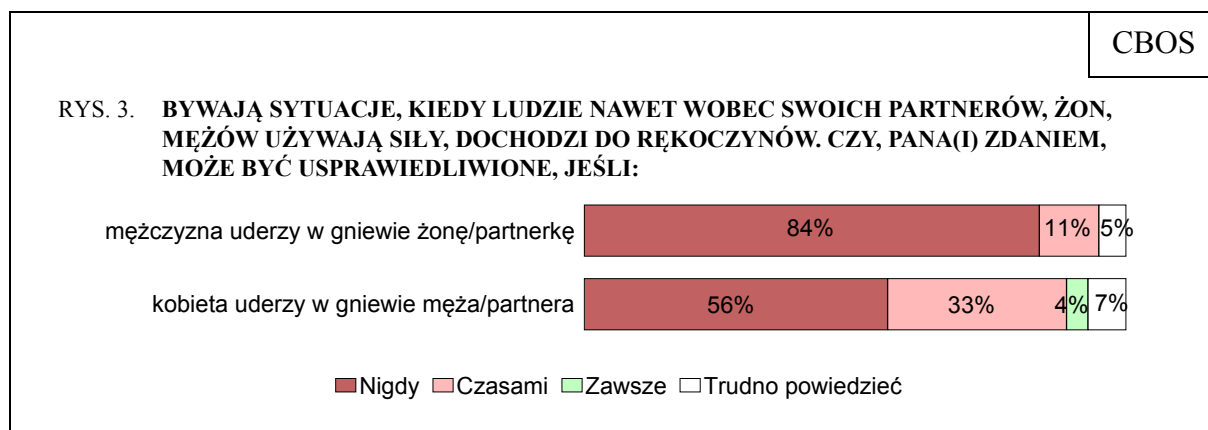 CBOS
RYS. 3. BYWAJĄ SYTUACJE, KIEDY LUDZIE NAWET WOBEC SWOICH PARTNERÓW, ŻON,
MĘŻÓW UŻYWAJĄ SIŁY, DOCHODZI DO RĘKOCZYNÓW. CZY, PANA(I) ZDANIEM,
MOŻE BYĆ USPRAWIEDLIWIONE, JEŚLI:
mężczyzna uderzy w gniewie żonę/partnerkę 84% 11% 5%
kobieta uderzy w gniewie męża/partnera 56% 33% 4% 7%
Nigdy Czasami Zawsze Trudno powiedzieć